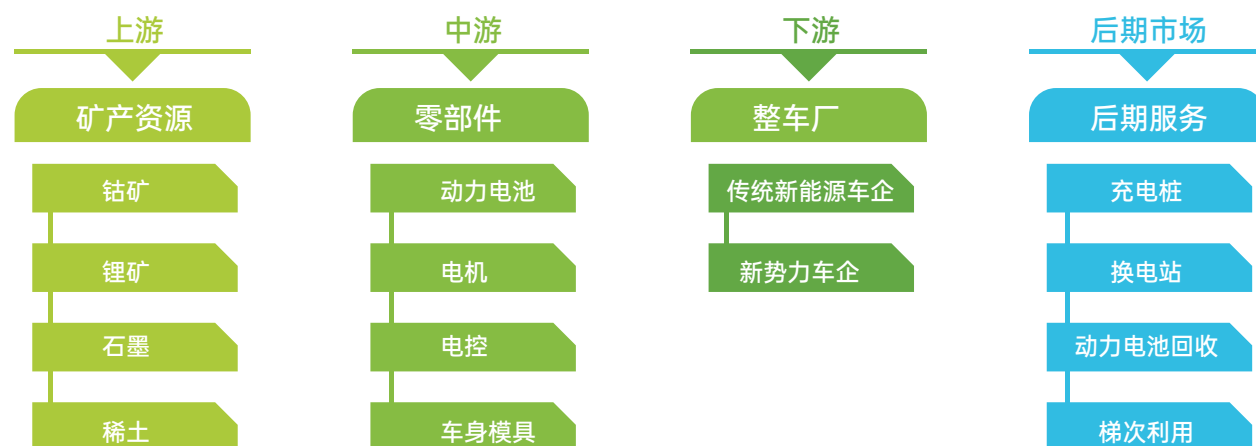 上游
矿产资源
钴矿
锂矿
石墨
稀土
中游
零部件
动力电池
电机
电控
车身模具
下游
整车厂
传统新能源车企
新势力车企
后期市场
后期服务
充电桩
换电站
动力电池回收
梯次利用